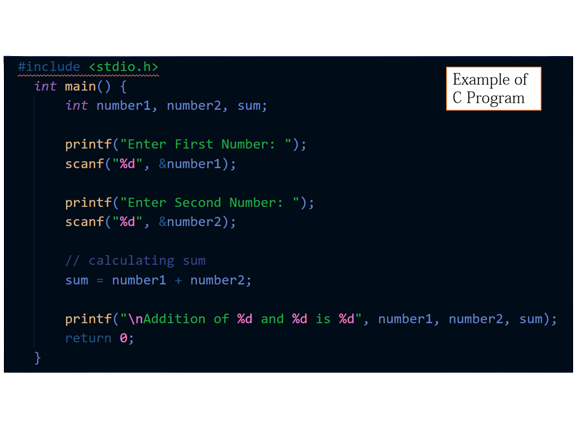 #include <stdio.h>
int main() {
int number1, number2, sum;
printf("Enter First Number: ");
scanf("%d", &number1);
printf("Enter Second Number: ");
scanf("%d", &number2);
// calculating sum
sum = number1 + number2;
printf("\nAddition of %d and %d is %d", number1, number2, sum);
return 0;
}
Example of
C Program